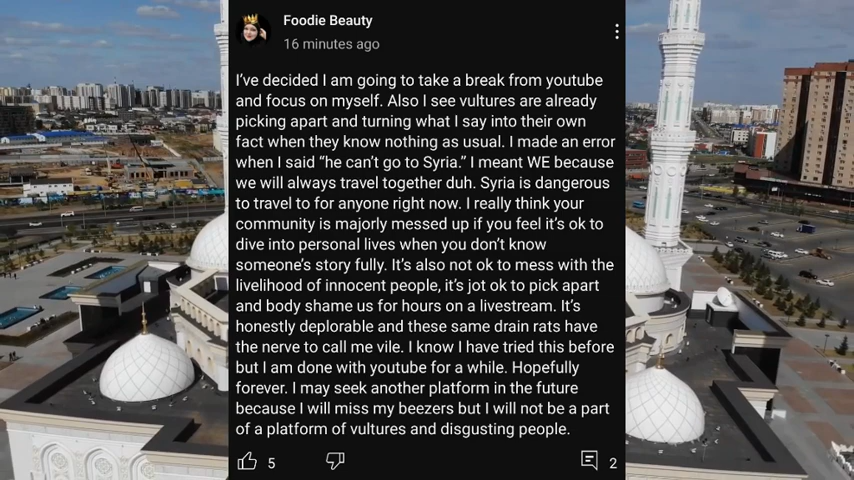 Foodie Beauty
16 minutes ago
I've decided I am going to take a break from youtube
and focus on myself. Also I see vultures are already
picking apart and turning what I say into their own
fact when they know nothing as usual. I made an error
when I said “he can't go to Syria.” I meant WE because
we will always travel together duh. Syria is dangerous
to travel to for anyone right now. I really think your
community is majorly messed up if you feel it's ok to
dive into personal lives when you don't know
someone's story fully. It's also not ok to mess with the
livelihood of innocent people, it's jot ok to pick apart
and body shame us for hours on a livestream. It's
honestly deplorable and these same drain rats have
the nerve to call me vile. I know I have tried this before
but I am done with youtube for a while. Hopefully
forever. I may seek another platform in the future
because I will miss my beezers but I will not be a part
of a platform of vultures and disgusting people.
5
2